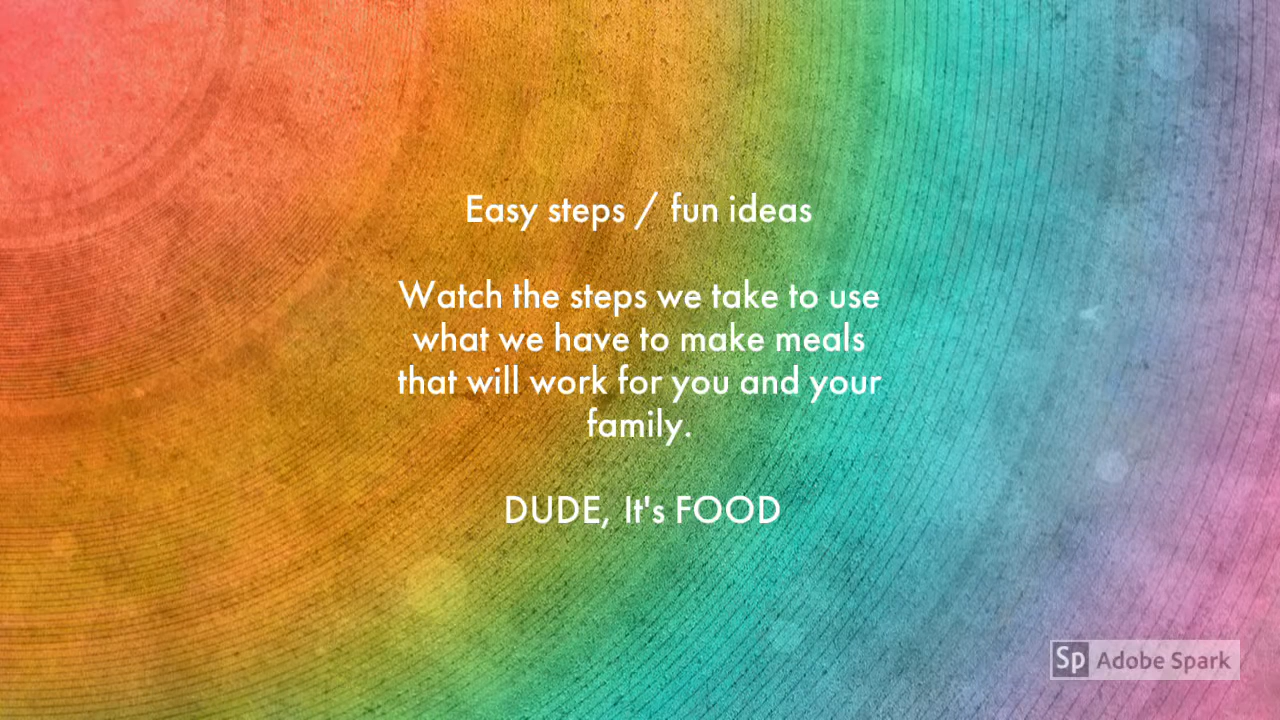 Easy steps / fun ideas
Watch the steps we take to use
what we have to make meals
that will work for you and your
family.
DUDE, It's FOOD
Sp Adobe Spark